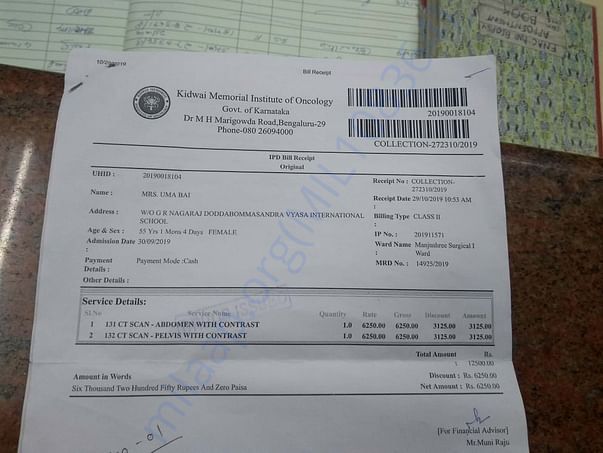 10/29/2019
Bill Receipt
Kidwai Memorial Institute of Oncology
Govt. of Karnataka
Dr M H Marigowda Road,Bengaluru-29
Phone-080 26094000
20190018104
COLLECTION-272310/2019
IPD Bill Receipt
Original
UHID : 20190018104
Receipt No : COLLECTION-272310/2019
Name : MRS. UMA BAI
Receipt Date : 29/10/2019 10:53 AM
Address : W/O G R NAGARAJ DODDABOMMASANDRA VYASA INTERNATIONAL SCHOOL
Billing Type : CLASS II
Age & Sex : 55 Yrs 1 Mons 4 Days FEMALE
IP No. : 201911571
Admission Date : 30/09/2019
Ward Name : Manjushree Surgical I Ward
Payment Details : Payment Mode :Cash
MRD No. : 14925/2019
Other Details :
Service Details:
Sl.No Service Name Quantity Rate Gross Discount Amount
1 131 CT SCAN - ABDOMEN WITH CONTRAST 1.0 6250.00 6250.00 3125.00 3125.00
2 132 CT SCAN - PELVIS WITH CONTRAST 1.0 6250.00 6250.00 3125.00 3125.00
Total Amount : Rs. 12500.00
Amount in Words
Discount : Rs. 6250.00
Six Thousand Two Hundred Fifty Rupees And Zero Paisa
Net Amount : Rs. 6250.00
[For Financial Advisor]
Mr.Muni Raju
BOOK